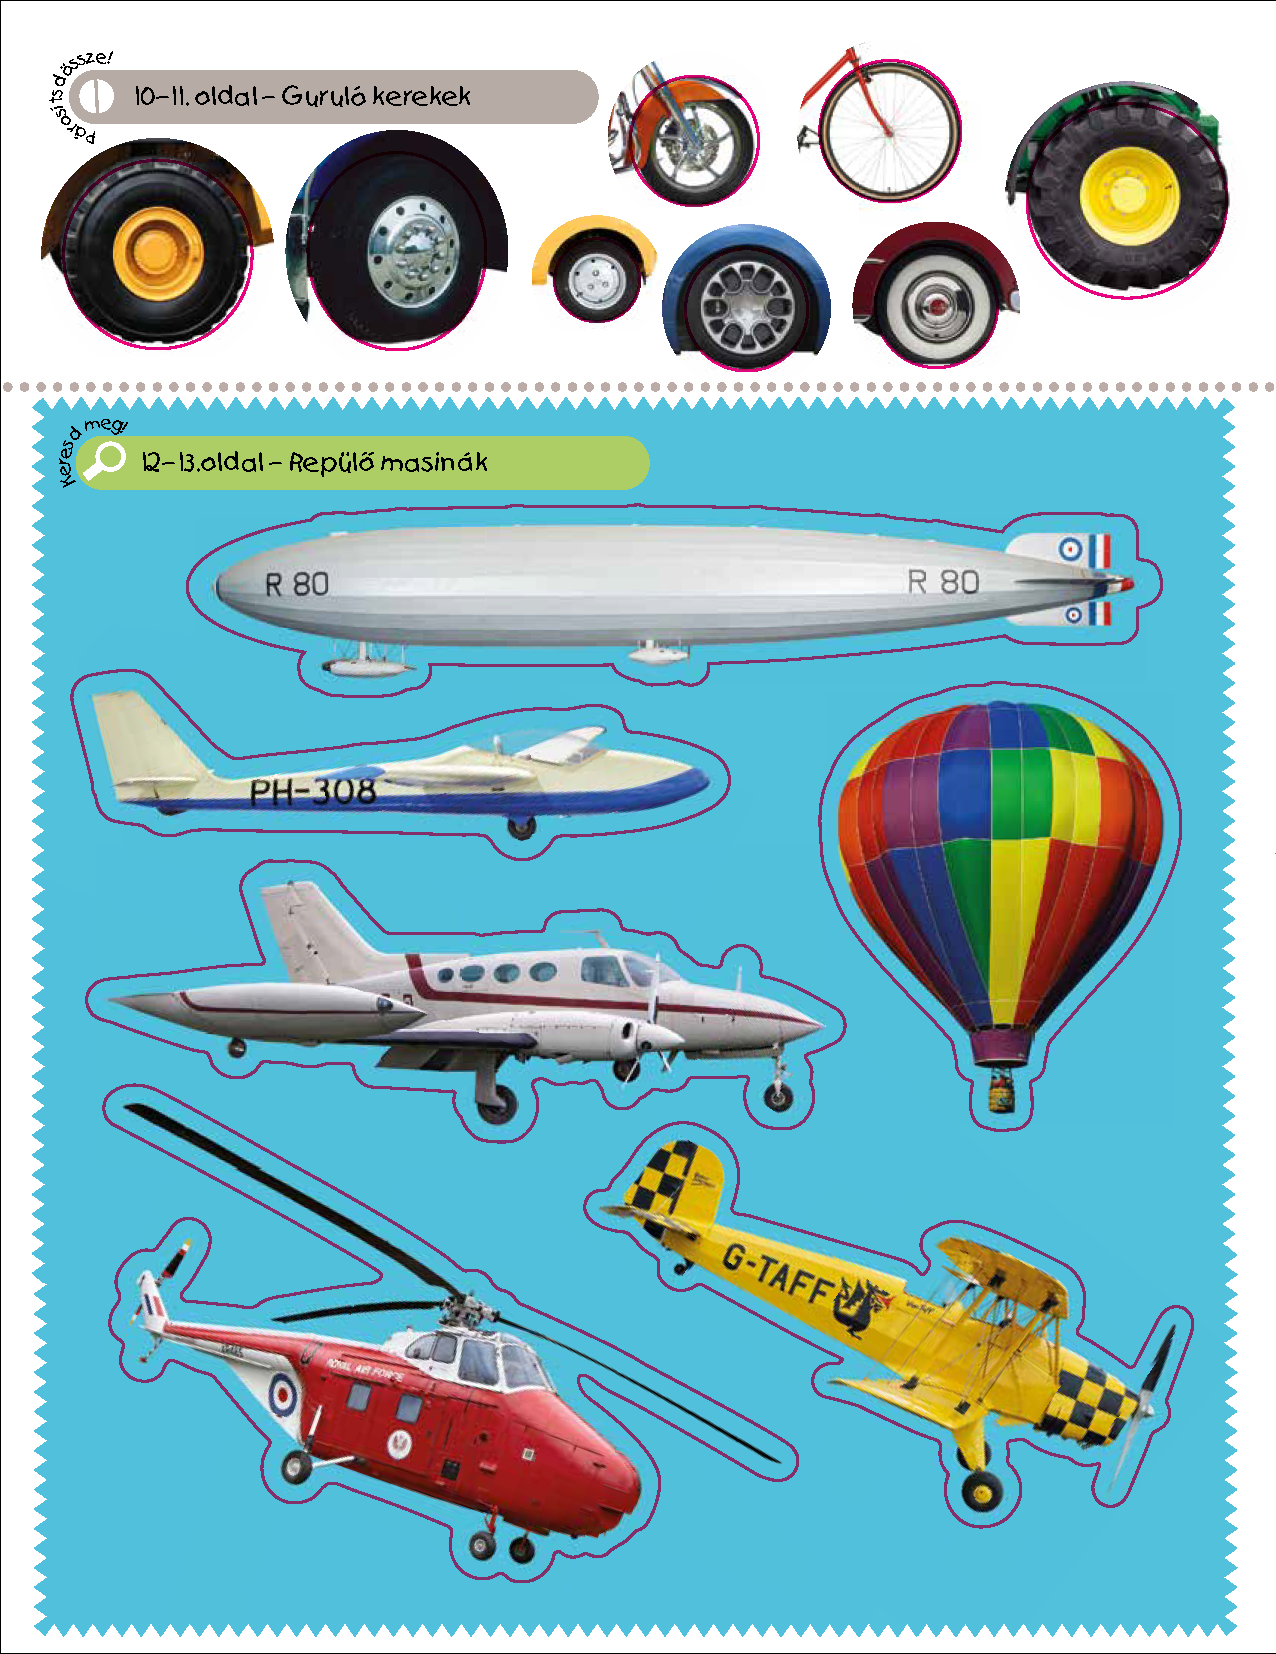 párosítsd össze!
10-11. oldal - Guruló kerekek
keresd meg!
12-13. oldal - Repülő masinák
R 80
R 80
PH-308
G-TAFF
ROYAL AIR FORCE